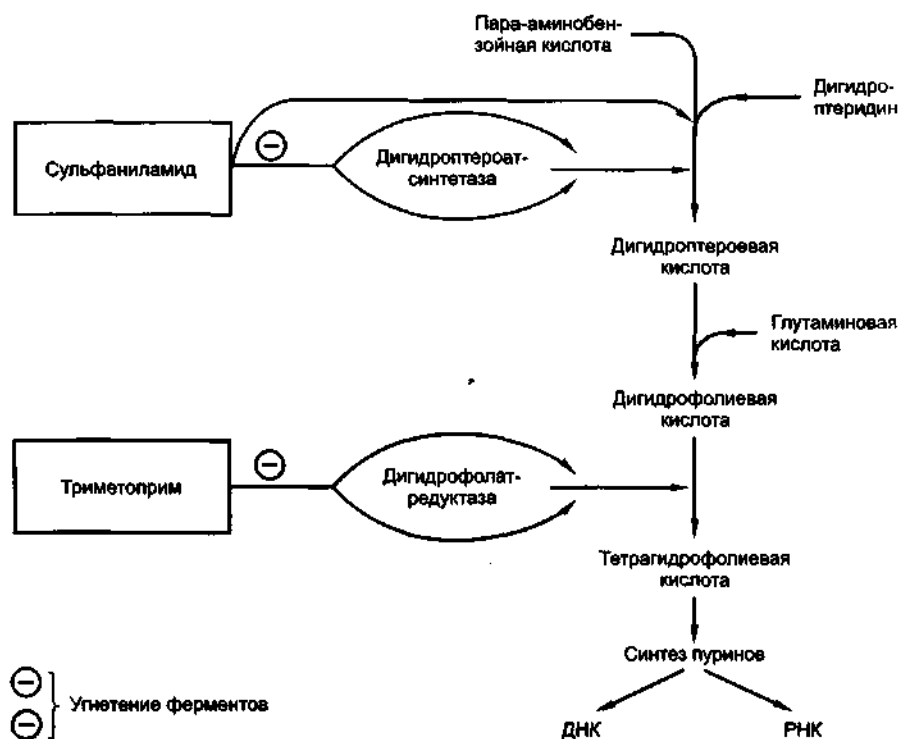 Пара-аминобен-
зойная кислота
Дигидро-
птеридин
Сульфаниламид
Дигидроптероат-
синтетаза
Дигидроптероевая
кислота
Глутаминовая
кислота
Дигидрофолиевая
кислота
Триметоприм
Дигидрофолат-
редуктаза
Тетрагидрофолиевая
кислота
Синтез пуринов
Угнетение ферментов
ДНК
РНК